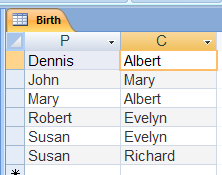 Birth
P C
Dennis Albert
John Mary
Mary Albert
Robert Evelyn
Susan Evelyn
Susan Richard